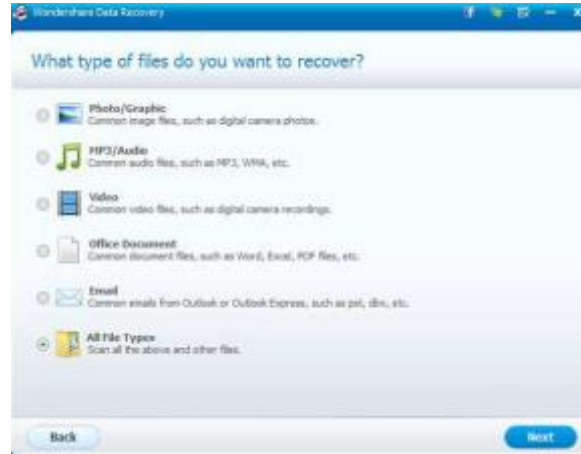 Wondershare Data Recovery
What type of files do you want to recover?
Photo/Graphic
Common image files, such as digital camera photos.
MP3/Audio
Common audio files, such as MP3, WMA, etc.
Video
Common video files, such as digital camera recordings.
Office Document
Common document files, such as Word, Excel, PDF files, etc.
Email
Common emails from Outlook or Outlook Express, such as pst, dbx, etc.
All File Types
Scan all the above and other files.
Back
Next